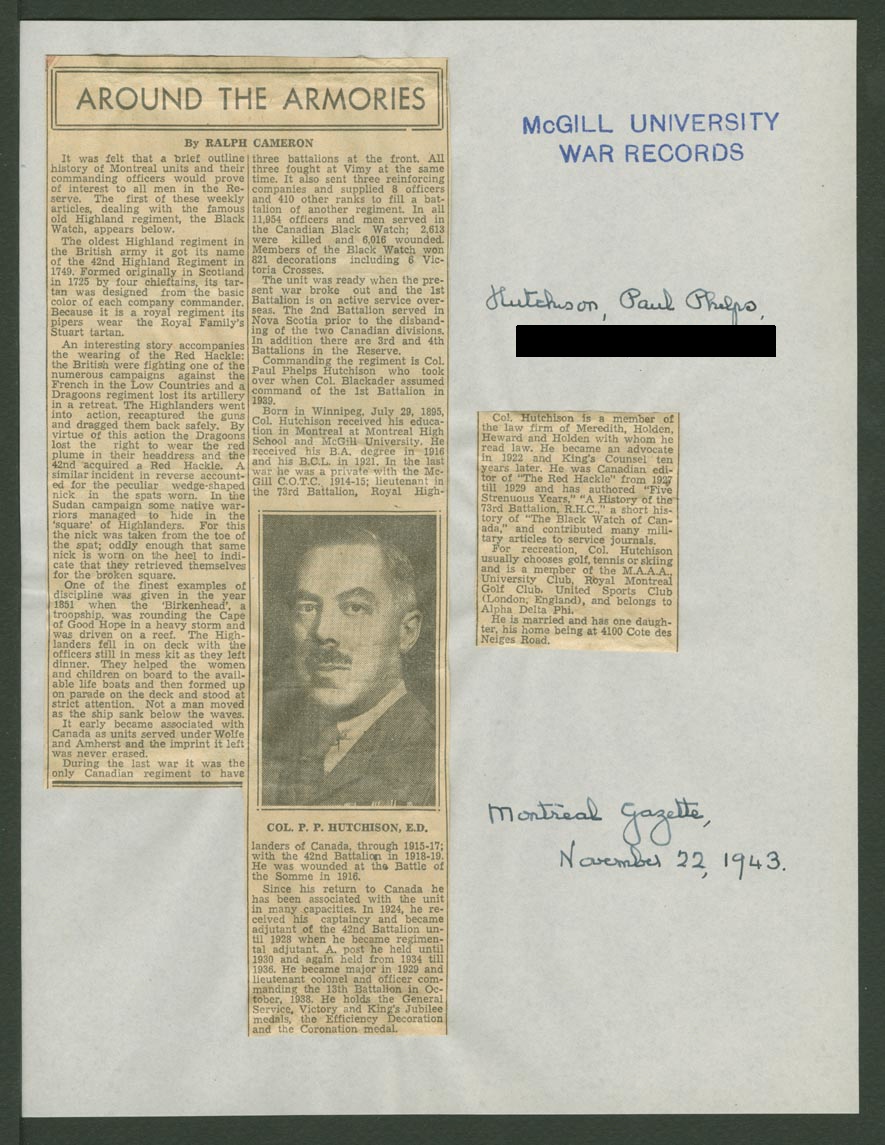 AROUND THE ARMORIES
By RALPH CAMERON
It was felt that a brief outline
history of Montreal units and their
commanding officers would prove
of interest to all men in the Re-
serve. The first of these weekly
articles, dealing with the famous
old Highland regiment, the Black
Watch, appears below.
The oldest Highland regiment in
the British army it got its name
of the 42nd Highland Regiment in
1749. Formed originally in Scotland
in 1725 by four chieftains, its tar-
tan was designed from the basic
color of each company commander.
Because it is a royal regiment its
pipers wear the Royal Family's
Stuart tartan.
An interesting story accompanies
the wearing of the Red Hackle:
the British were fighting one of the
numerous campaigns against the
French in the Low Countries and a
Dragoons regiment lost its artillery
in a retreat. The Highlanders went
into action, recaptured the guns
and dragged them back safely. By
virtue of this action the Dragoons
lost the right to wear the red
plume in their headdress and the
42nd acquired a Red Hackle. A
similar incident in reverse account-
ed for the peculiar wedge-shaped
nick in the spats worn. In the
Sudan campaign some native war-
riors managed to hide in the
'square' of Highlanders. For this
the nick was taken from the toe of
the spat; oddly enough that same
nick is worn on the heel to indi-
cate that they retrieved themselves
for the broken square.
One of the finest examples of
discipline was given in the year
1851 when the 'Birkenhead', a
troopship, was rounding the Cape
of Good Hope in a heavy storm and
was driven on a reef. The High-
landers fell in on deck with the
officers still in mess kit as they left
dinner. They helped the women
and children on board to the avail-
able life boats and then formed up
on parade on the deck and stood at
strict attention. Not a man moved
as the ship sank below the waves.
It early became associated with
Canada as units served under Wolfe
and Amherst and the imprint it left
was never erased.
During the last war it was the
only Canadian regiment to have
three battalions at the front. All
three fought at Vimy at the same
time. It also sent three reinforcing
companies and supplied 8 officers
and 410 other ranks to fill a bat-
talion of another regiment. In all
11,954 officers and men served in
the Canadian Black Watch; 2,613
were killed and 6,016 wounded.
Members of the Black Watch won
821 decorations including 6 Vic-
toria Crosses.
The unit was ready when the pre-
sent war broke out and the 1st
Battalion is on active service over-
seas. The 2nd Battalion served in
Nova Scotia prior to the disband-
ing of the two Canadian divisions.
In addition there are 3rd and 4th
Battalions in the Reserve.
Commanding the regiment is Col.
Paul Phelps Hutchison who took
over when Col. Blackader assumed
command of the 1st Battalion in
1939.
Born in Winnipeg, July 29, 1895,
Col. Hutchison received his educa-
tion in Montreal at Montreal High
School and McGill University. He
received his B.A. degree in 1916
and his B.C.L. in 1921. In the last
war he was a private with the Mc-
Gill C.O.T.C. 1914-15; lieutenant in
the 73rd Battalion, Royal High-
COL. P. P. HUTCHISON, E.D.
landers of Canada, through 1915-17;
with the 42nd Battalion in 1918-19.
He was wounded at the Battle of
the Somme in 1916.
Since his return to Canada he
has been associated with the unit
in many capacities. In 1924, he re-
ceived his captaincy and became
adjutant of the 42nd Battalion un-
til 1928 when he became regimen-
tal adjutant. A. post he held until
1930 and again held from 1934 till
1936. He became major in 1929 and
lieutenant colonel and officer com-
manding the 13th Battalion in Oc-
tober, 1938. He holds the General
Service, Victory and King's Jubilee
medals, the Efficiency Decoration
and the Coronation medal.
McGILL UNIVERSITY
WAR RECORDS
Hutchison, Paul Phelps,
Col. Hutchison is a member of
the law firm of Meredith, Holden,
Heward and Holden with whom he
read law. He became an advocate
in 1922 and King's Counsel ten
years later. He was Canadian edi-
tor of "The Red Hackle" from 1927
till 1929 and has authored "Five
Strenuous Years," "A History of the
73rd Battalion, R.H.C.," a short his-
tory of "The Black Watch of Can-
ada," and contributed many mili-
tary articles to service journals.
For recreation, Col. Hutchison
usually chooses golf, tennis or skiing
and is a member of the M.A.A.A.,
University Club, Royal Montreal
Golf Club, United Sports Club
(London, England), and belongs to
Alpha Delta Phi.
He is married and has one daugh-
ter, his home being at 4100 Cote des
Neiges Road.
Montreal Gazette,
November 22, 1943.